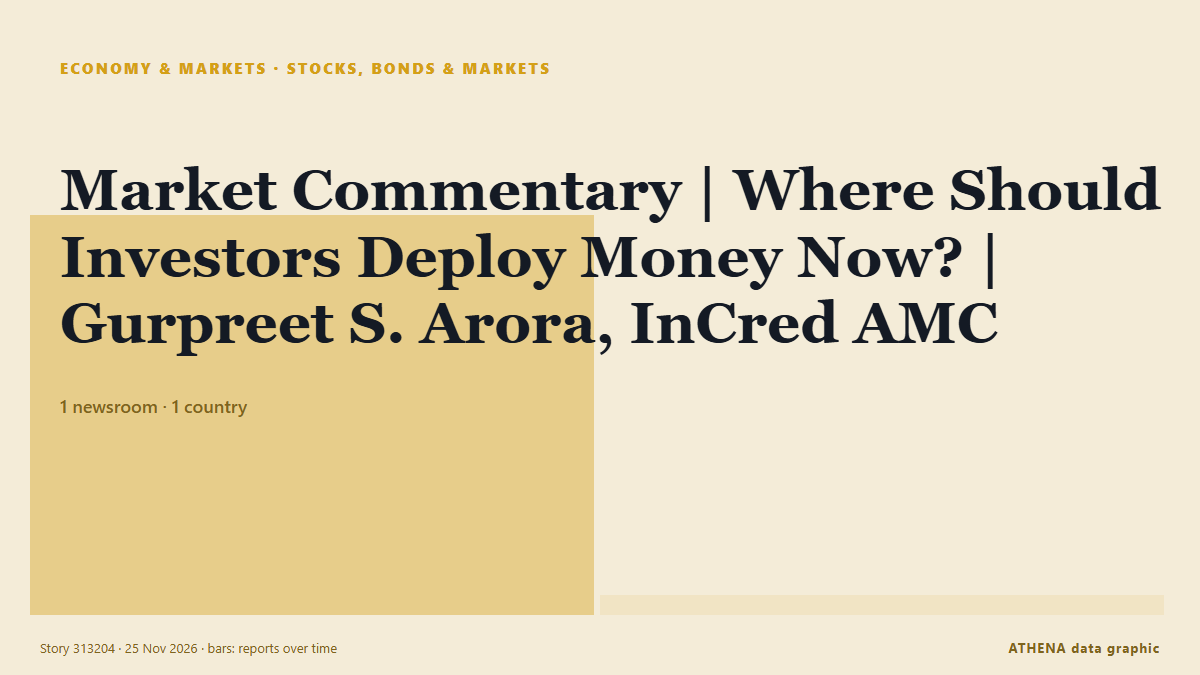 ECONOMY & MARKETS · STOCKS, BONDS & MARKETS
Market Commentary | Where Should
Investors Deploy Money Now? |
Gurpreet S. Arora, InCred AMC
1 newsroom · 1 country
Story 313204 · 25 Nov 2026 · bars: reports over time
ATHENA data graphic